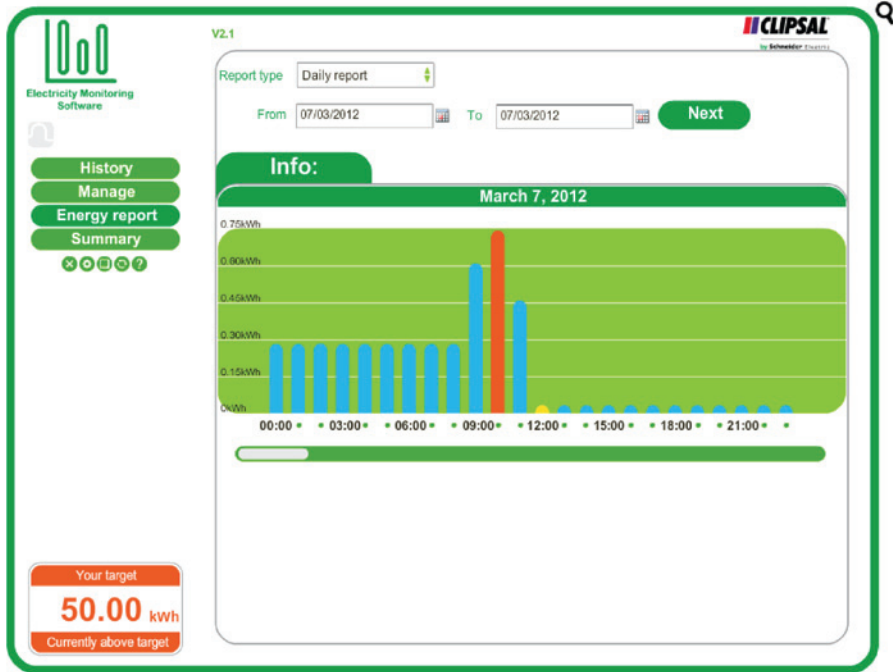 V2.1
CLIPSAL
by Schneider Electric
Electricity Monitoring
Software
Report type Daily report
From 07/03/2012 To 07/03/2012 Next
History
Manage
Energy report
Summary
?
Info:
March 7, 2012
0.75kWh
0.60kWh
0.45kWh
0.30kWh
0.15kWh
0kWh
00:00 03:00 06:00 09:00 12:00 15:00 18:00 21:00
Your target
50.00 kWh
Currently above target